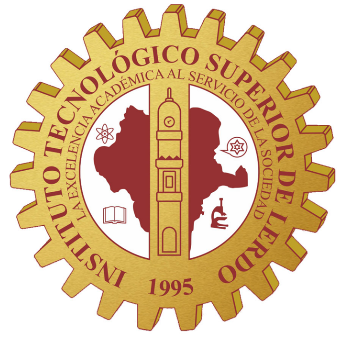 INSTITUTO TECNOLÓGICO SUPERIOR DE LERDO
LA EXCELENCIA ACADÉMICA AL SERVICIO DE LA SOCIEDAD
1995